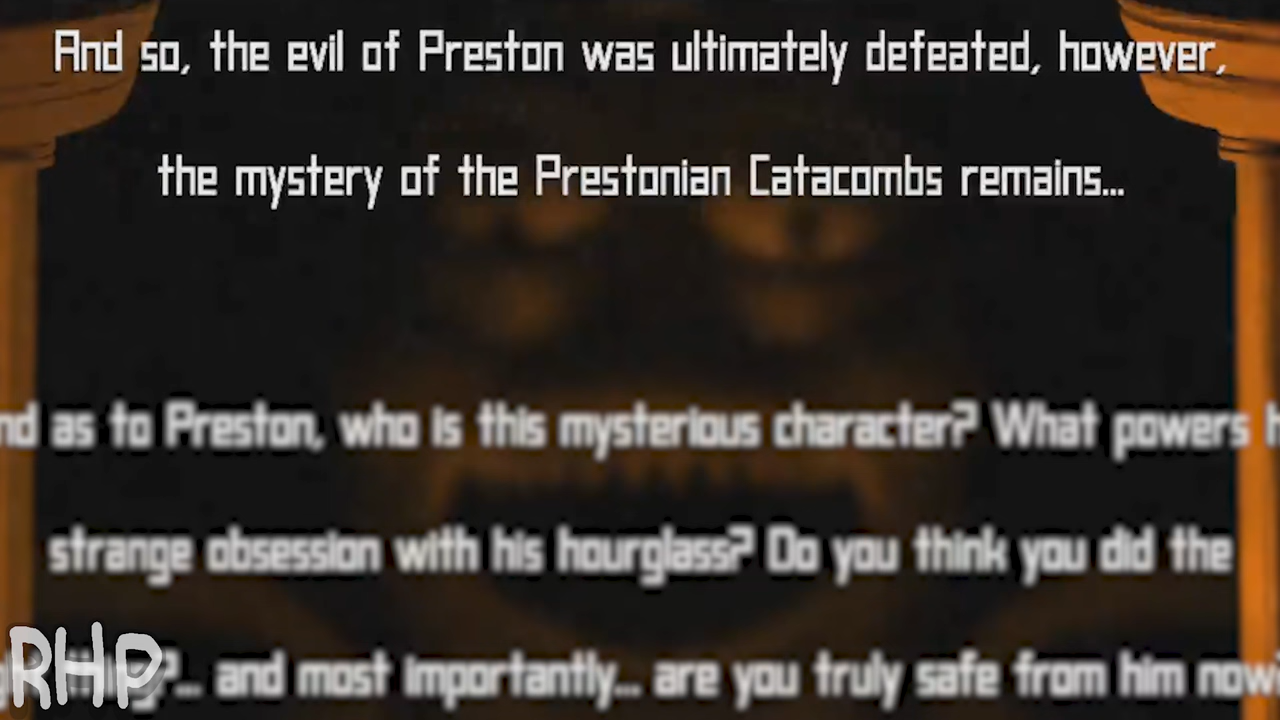 And so, the evil of Preston was ultimately defeated, however,
the mystery of the Prestonian Catacombs remains...
as to Preston, who is this mysterious character? What powers
strange obsession with his hourglass? Do you think you did the
and most importantly... are you truly safe from him now?
RHP